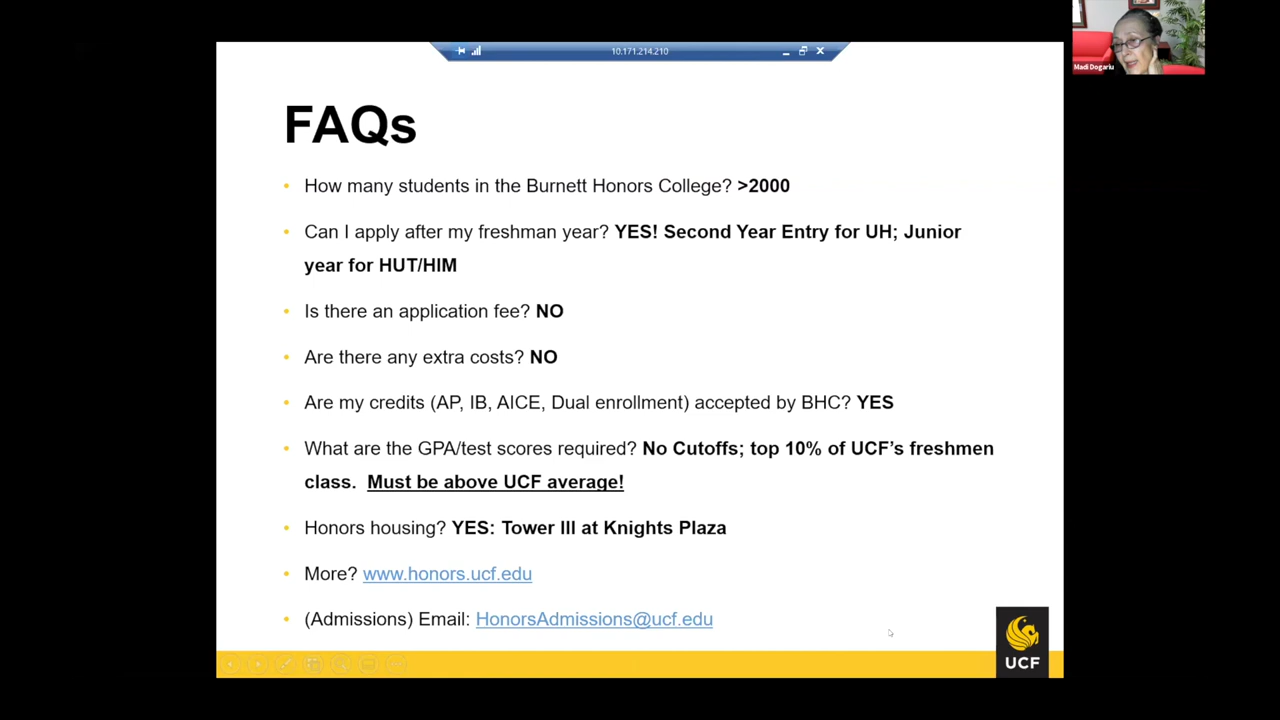 10.171.214.210
Madi Dogariu
FAQs
• How many students in the Burnett Honors College? >2000
• Can I apply after my freshman year? YES! Second Year Entry for UH; Junior
year for HUT/HIM
• Is there an application fee? NO
• Are there any extra costs? NO
• Are my credits (AP, IB, AICE, Dual enrollment) accepted by BHC? YES
• What are the GPA/test scores required? No Cutoffs; top 10% of UCF’s freshmen
class. Must be above UCF average!
• Honors housing? YES: Tower III at Knights Plaza
• More? www.honors.ucf.edu
• (Admissions) Email: HonorsAdmissions@ucf.edu
UCF